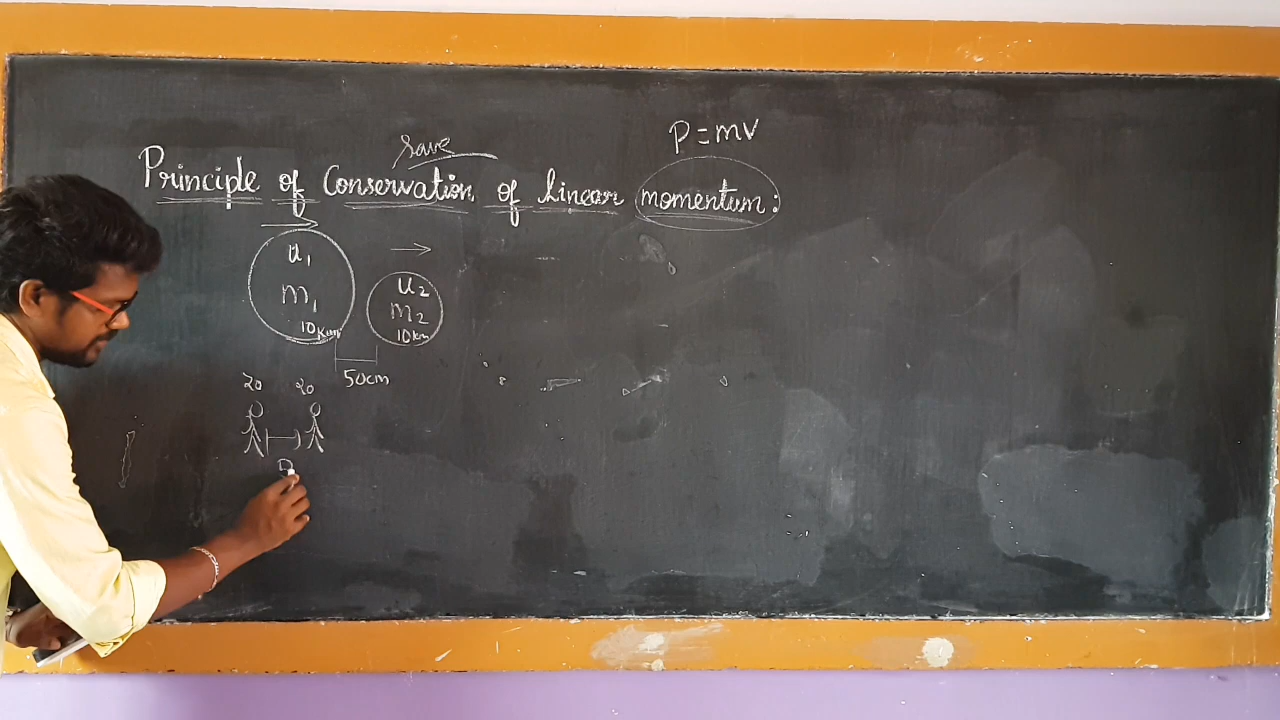 P=mv
save
Principle of Conservation of linear momentum:
u1
u2
m1
m2
10km
10km
50cm
20 20
D